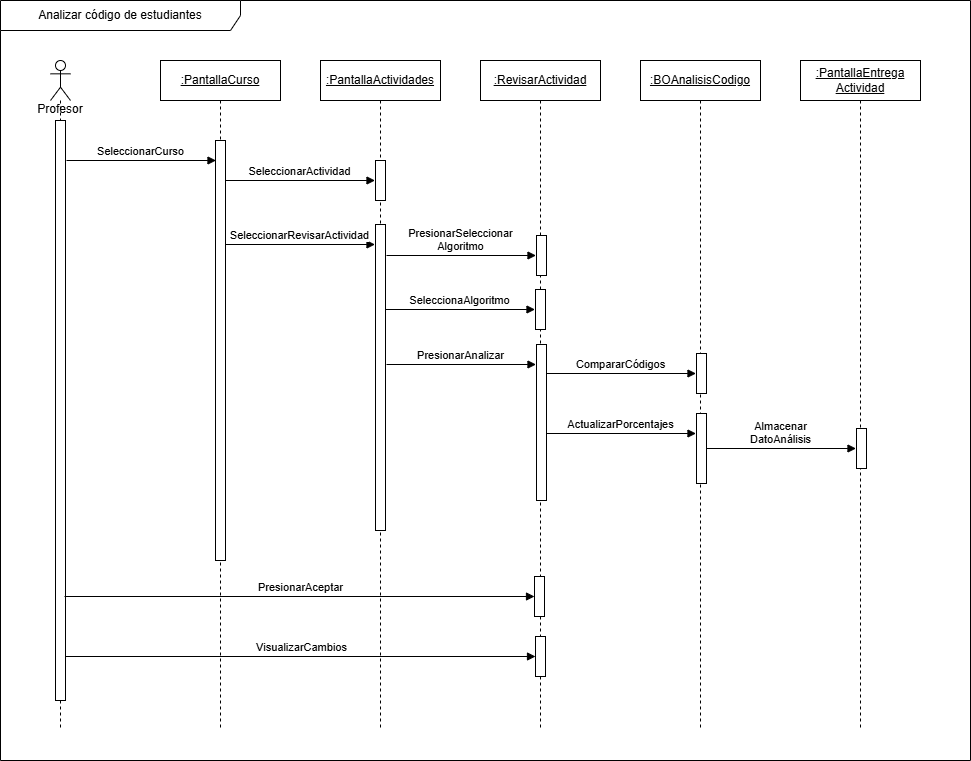 Analizar código de estudiantes
Profesor
:PantallaCurso
:PantallaActividades
:RevisarActividad
:BOAnalisisCodigo
:PantallaEntrega
Actividad
SeleccionarCurso
SeleccionarActividad
SeleccionarRevisarActividad
PresionarSeleccionar
Algoritmo
SeleccionaAlgoritmo
PresionarAnalizar
CompararCódigos
ActualizarPorcentajes
Almacenar
DatoAnálisis
PresionarAceptar
VisualizarCambios